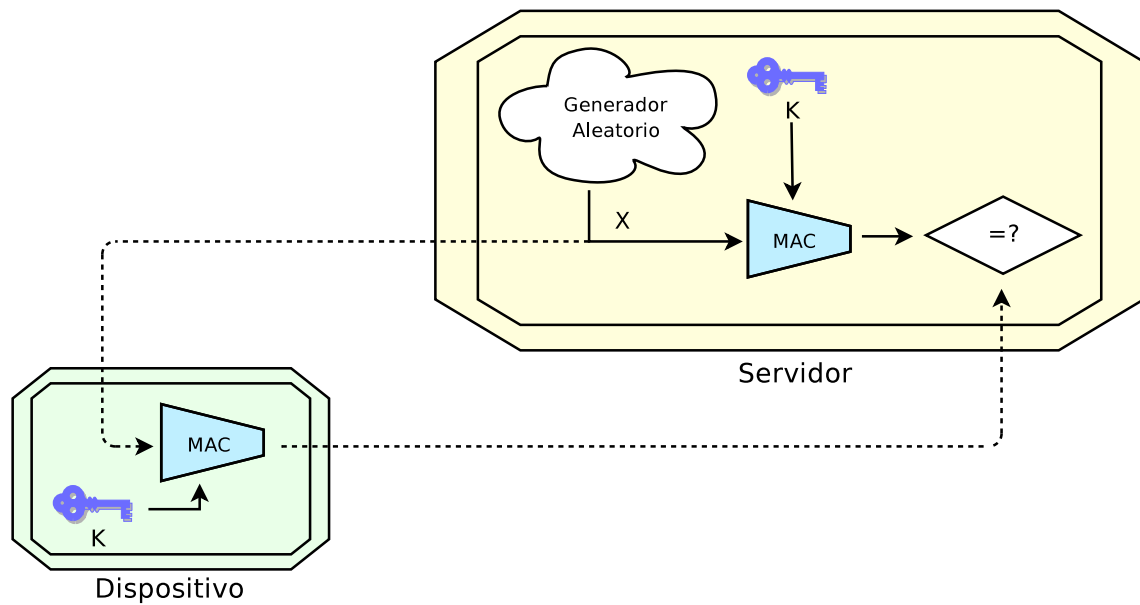 Generador
Aleatorio
K
X
MAC
=?
Servidor
MAC
K
Dispositivo